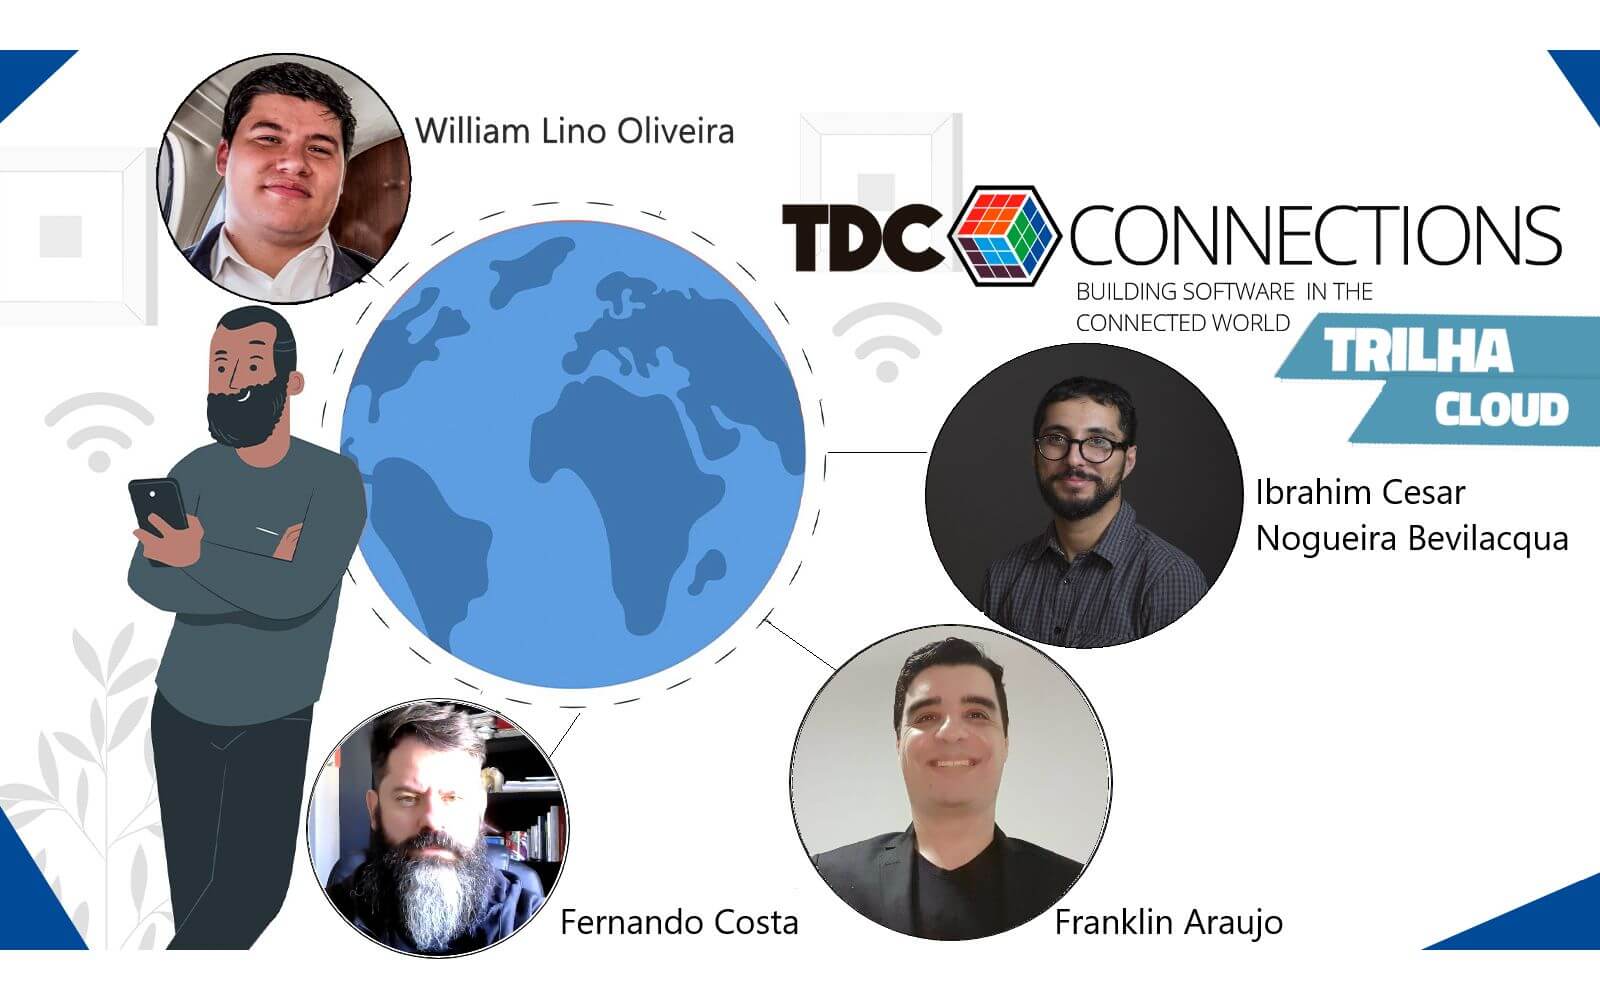 William Lino Oliveira
TDC CONNECTIONS
BUILDING SOFTWARE IN THE
CONNECTED WORLD
TRILHA
CLOUD
Ibrahim Cesar
Nogueira Bevilacqua
Fernando Costa
Franklin Araujo